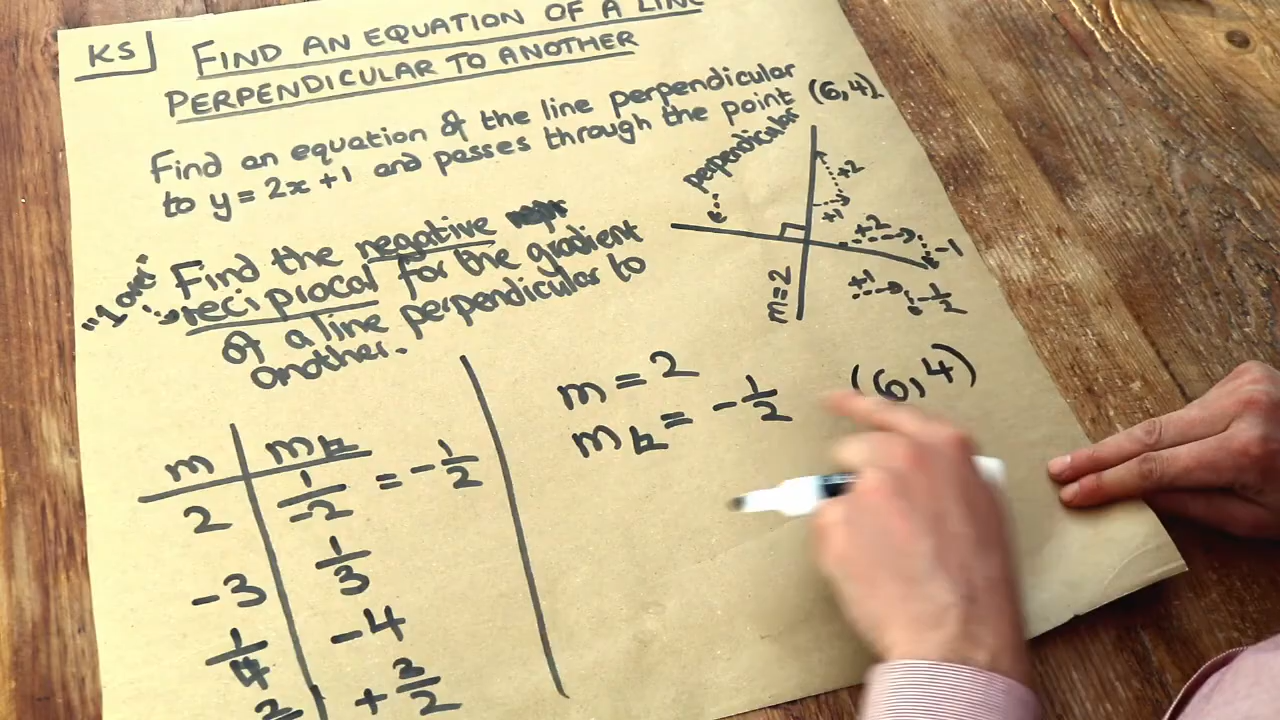 KS
FIND AN EQUATION OF A LINE
PERPENDICULAR TO ANOTHER
Find an equation of the line perpendicular
to y = 2x + 1 and passes through the point (6,4).
perpendicular
+2
+1
+2
-1
+1
-1/2
m=2
"1 over"
Find the negative
reciprocal for the gradient
of a line perpendicular to
another.
m m⊥
2 1/-2 = -1/2
-3 1/3
1/4 -4
+3/2
m = 2
m⊥ = -1/2
(6,4)